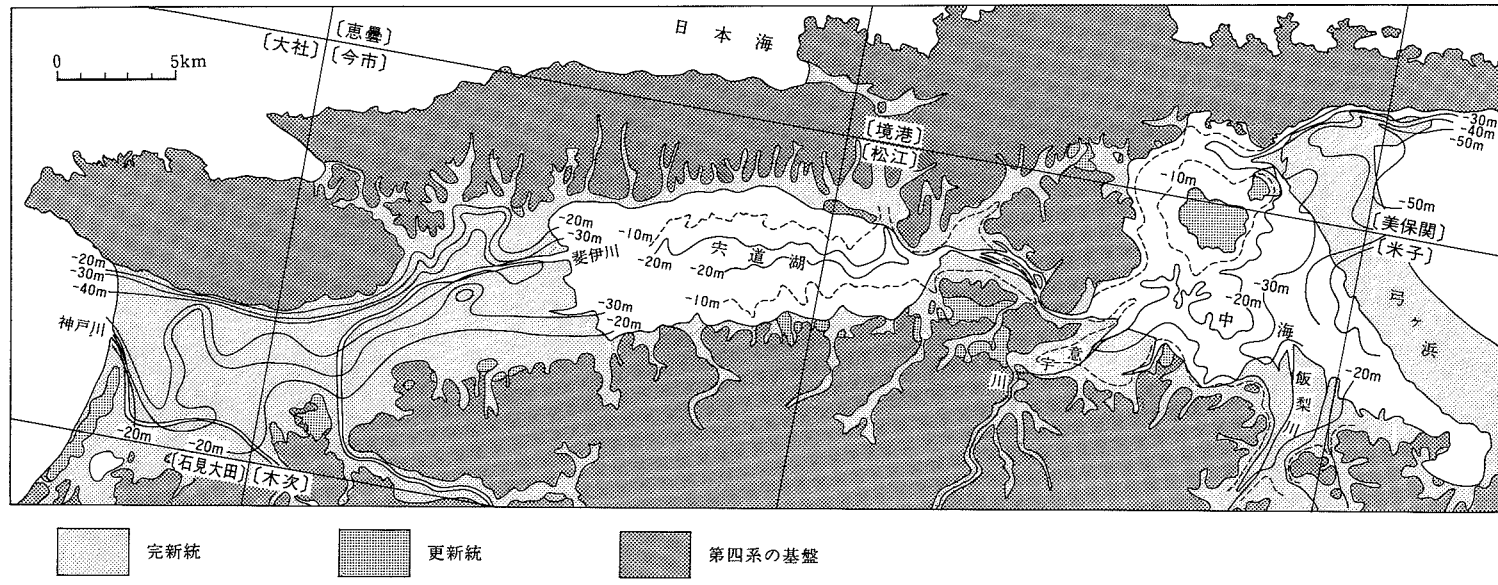 日本海
〔恵曇〕
〔大社〕〔今市〕
0 5km
〔境港〕
〔松江〕
-30m
-40m
-50m
-10m
-50m
〔美保関〕
〔米子〕
-20m
-30m
-10m
宍道湖
斐伊川
-20m
-20m
-30m
-20m
中海
弓ヶ浜
-20m
-30m
-40m
-10m
-30m
-20m
神戸川
意宇川
飯梨川
-20m
-20m
-20m
〔石見大田〕〔木次〕
完新統
更新統
第四系の基盤